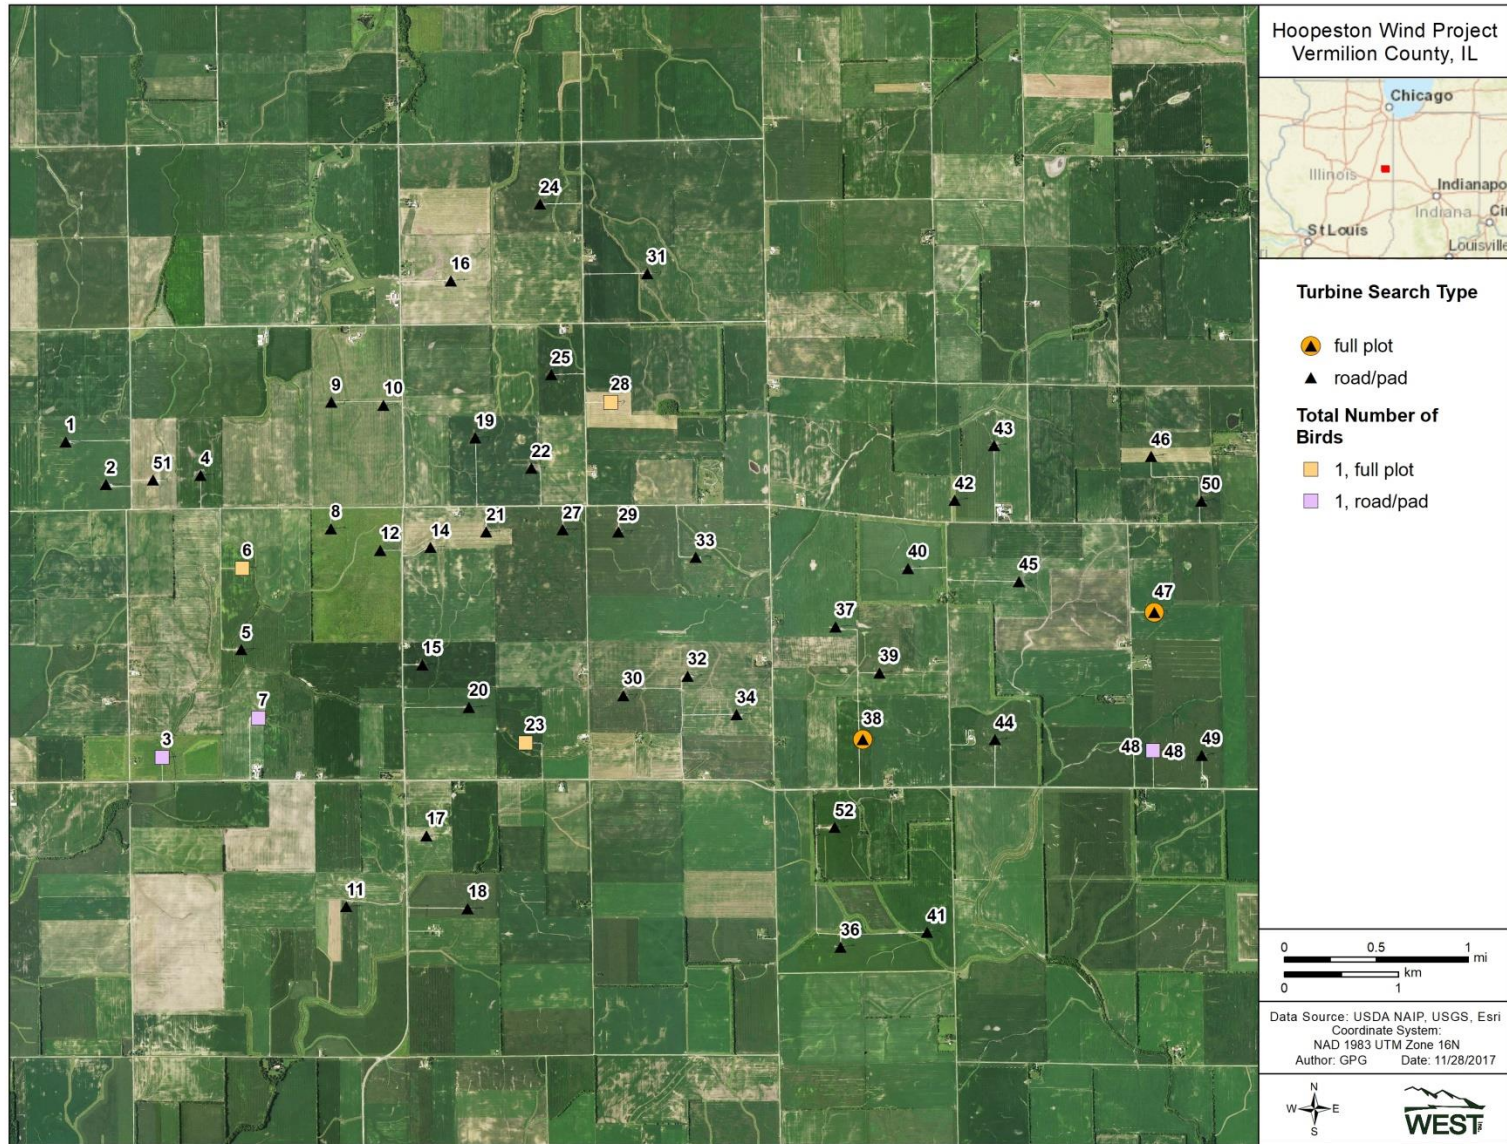 Hoopeston Wind Project
Vermilion County, IL
Chicago
Illinois
Indianapo
Indiana
Cir
St Louis
Louisville
Turbine Search Type
full plot
road/pad
Total Number of
Birds
1, full plot
1, road/pad
24
31
16
25
28
9
10
1
19
43
46
22
2
51
4
42
50
8
12
14
21
27
29
33
6
40
45
47
37
5
15
32
39
30
7
20
34
3
23
38
44
48
48
49
52
17
11
18
36
41
0
0.5
1
mi
km
0
1
Data Source: USDA NAIP, USGS, Esri
Coordinate System:
NAD 1983 UTM Zone 16N
Author: GPG Date: 11/28/2017
N
W
E
S
WEST